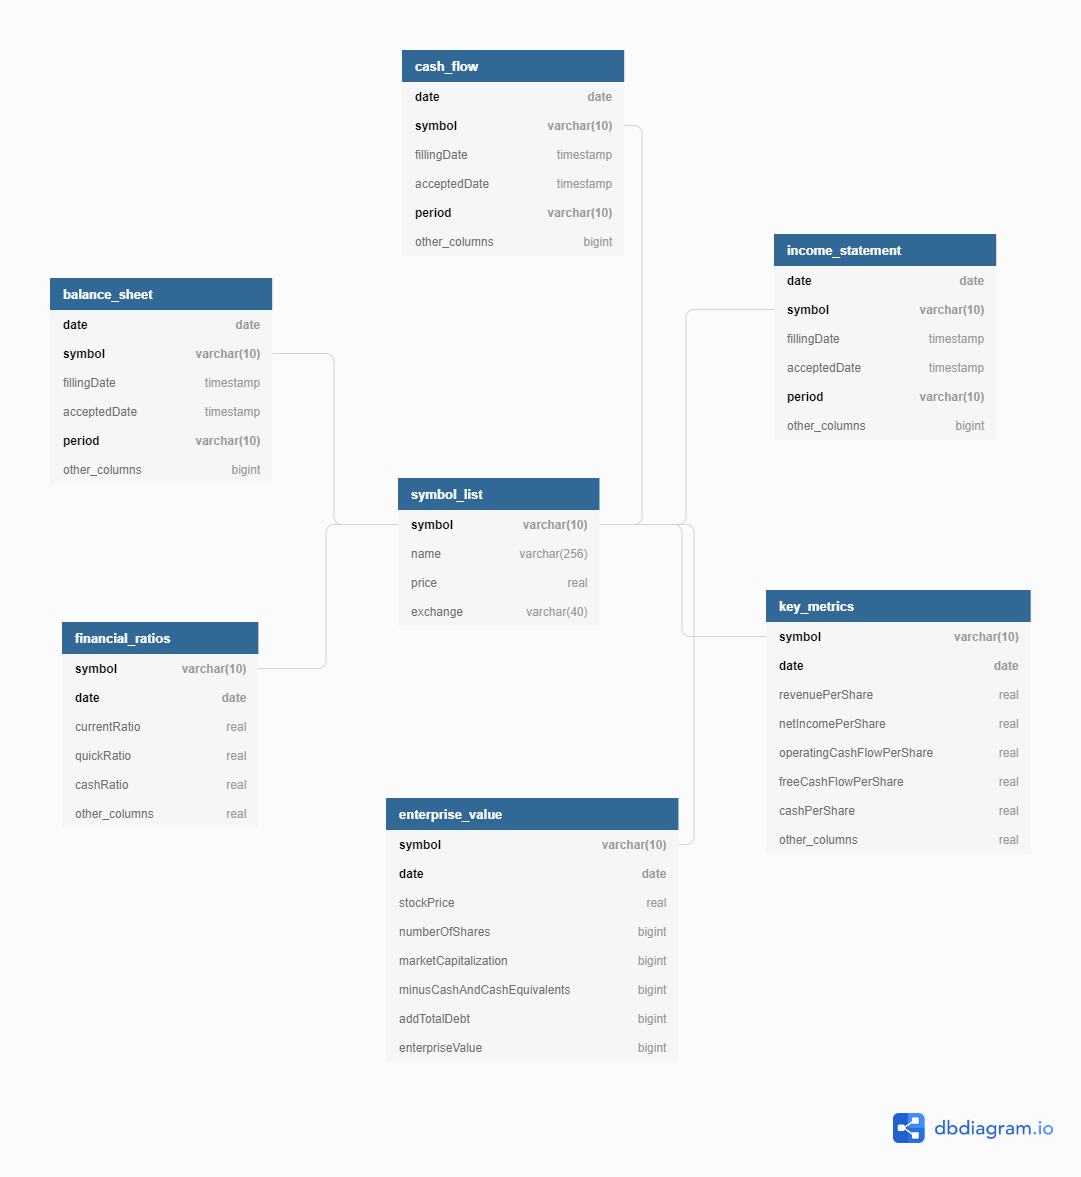 cash_flow
date date
symbol varchar(10)
fillingDate timestamp
acceptedDate timestamp
period varchar(10)
other_columns bigint
income_statement
date date
symbol varchar(10)
fillingDate timestamp
acceptedDate timestamp
period varchar(10)
other_columns bigint
balance_sheet
date date
symbol varchar(10)
fillingDate timestamp
acceptedDate timestamp
period varchar(10)
other_columns bigint
symbol_list
symbol varchar(10)
name varchar(256)
price real
exchange varchar(40)
financial_ratios
symbol varchar(10)
date date
currentRatio real
quickRatio real
cashRatio real
other_columns real
key_metrics
symbol varchar(10)
date date
revenuePerShare real
netIncomePerShare real
operatingCashFlowPerShare real
freeCashFlowPerShare real
cashPerShare real
other_columns real
enterprise_value
symbol varchar(10)
date date
stockPrice real
numberOfShares bigint
marketCapitalization bigint
minusCashAndCashEquivalents bigint
addTotalDebt bigint
enterpriseValue bigint
dbdiagram.io